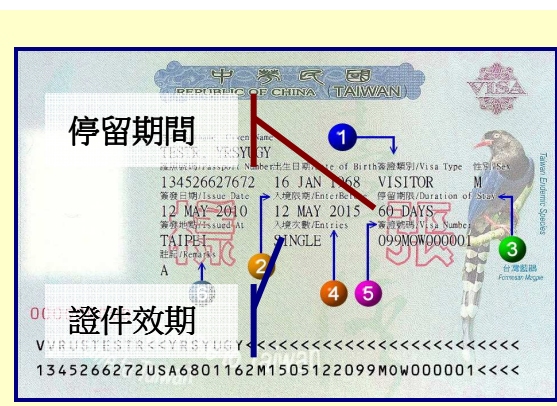 中華民國
REPUBLIC OF CHINA (TAIWAN)
VISA
停留期間
1
Number 出生日期/Date of Birth 簽證類別/Visa Type 性別/Sex
134526627672 16 JAN 1968 VISITOR M
簽發日期/Issue Date 入境限期/EnterBefore 停留期限/Duration of Stay
12 MAY 2010 12 MAY 2015 60 DAYS
簽發地點/Issued At 入境次數/Entries 簽證號碼/Visa Number
TAIPEI SINGLE 099MOW000001
註記/Remarks
A
樣 張
2
3
4
5
6
Taiwan Endemic Species
台灣藍鵲
Formosan Magpie
證件效期
1345266272USA6801162M1505122099MOW000001<<<<